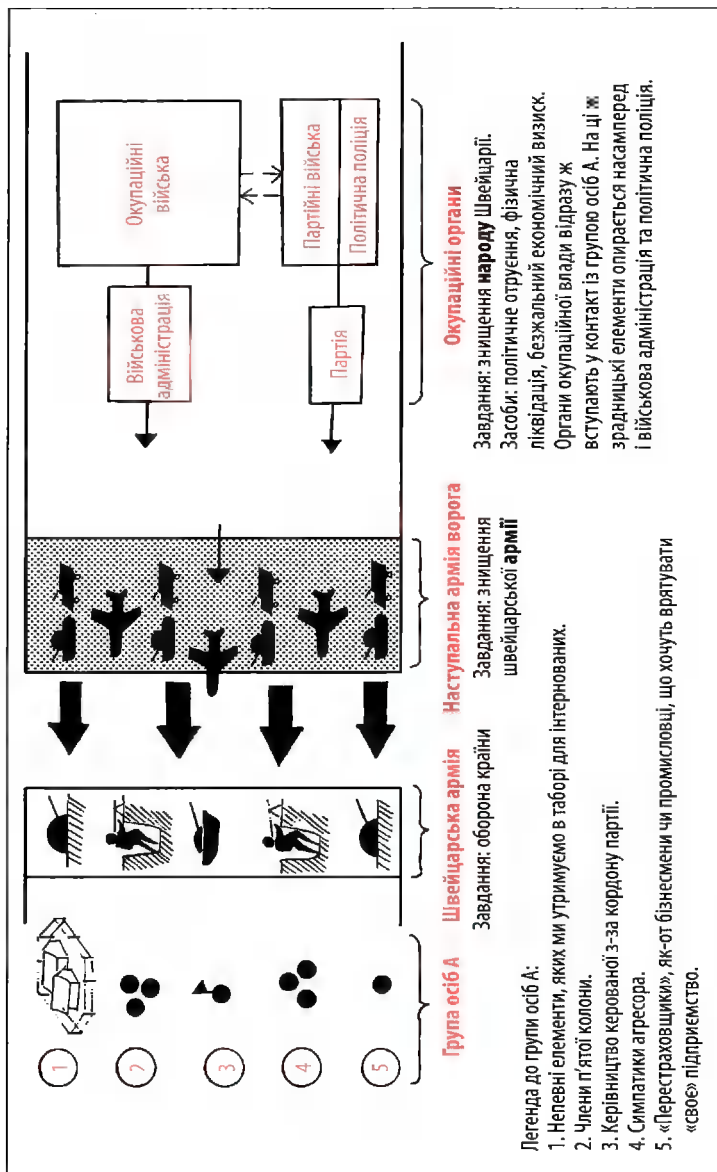 1
2
3
4
5
Група осіб А
Швейцарська армія
Завдання: оборона країни
Наступальна армія ворога
Завдання: знищення
швейцарської армії
Військова
адміністрація
Окупаційні
війська
Партія
Партійні війська
Політична поліція
Окупаційні органи
Завдання: знищення народу Швейцарії.
Засоби: політичне отруєння, фізична
ліквідація, безжальний економічний визиск.
Органи окупаційної влади відразу ж
вступають у контакт із групою осіб А. На ці ж
зрадницькі елементи опирається насамперед
і військова адміністрація та політична поліція.
Легенда до групи осіб А:
1. Непевні елементи, яких ми утримуємо в таборі для інтернованих.
2. Члени п'ятої колони.
3. Керівництво керованої з-за кордону партії.
4. Симпатики агресора.
5. «Перестраховщики», як-от бізнесмени чи промисловці, що хочуть врятувати
«своє» підприємство.